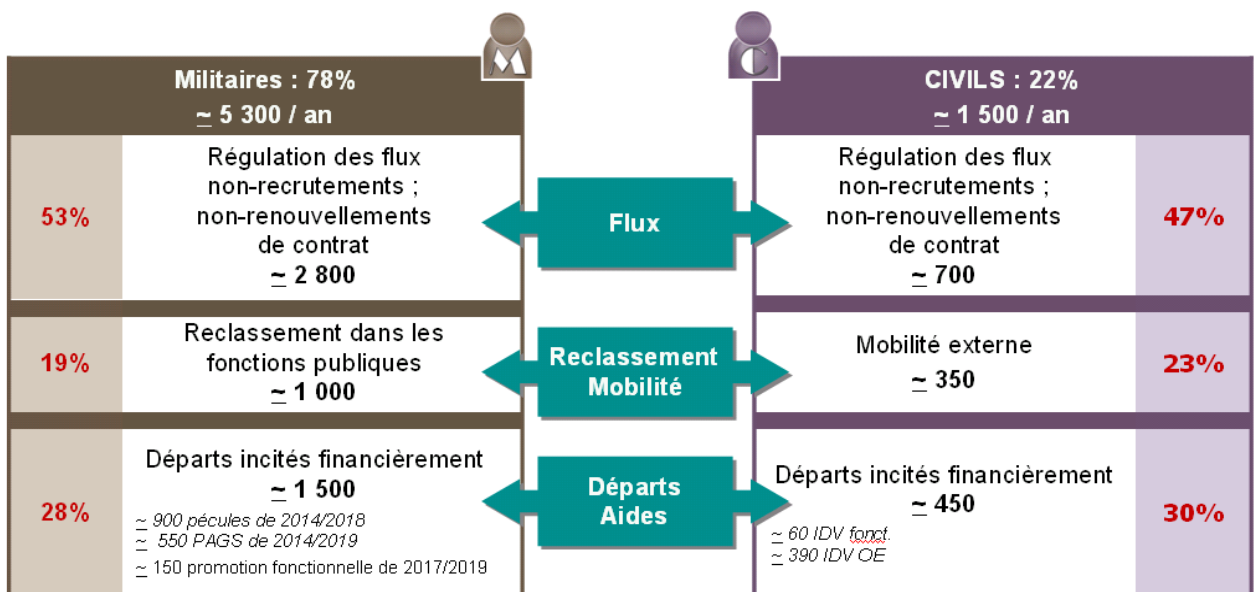 M
C
Militaires : 78%
~ 5 300 / an
CIVILS : 22%
~ 1 500 / an
53%
Régulation des flux
non-recrutements ;
non-renouvellements
de contrat
~ 2 800
Flux
Régulation des flux
non-recrutements ;
non-renouvellements
de contrat
~ 700
47%
19%
Reclassement dans les
fonctions publiques
~ 1 000
Reclassement
Mobilité
Mobilité externe
~ 350
23%
28%
Départs incités financièrement
~ 1 500
~ 900 pécules de 2014/2018
~ 550 PAGS de 2014/2019
~ 150 promotion fonctionnelle de 2017/2019
Départs
Aides
Départs incités financièrement
~ 450
~ 60 IDV fonct.
~ 390 IDV OE
30%